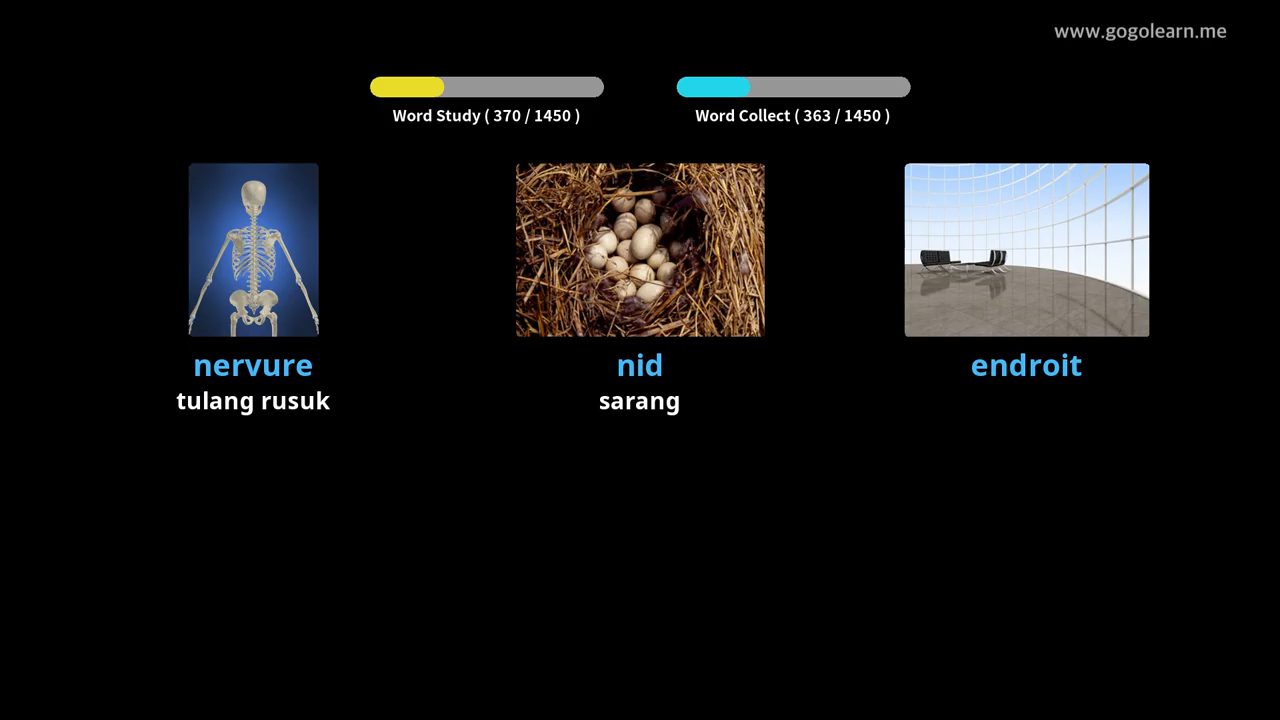 www.gogolearn.me
Word Study ( 370 / 1450 )
Word Collect ( 363 / 1450 )
nervure
tulang rusuk
nid
sarang
endroit